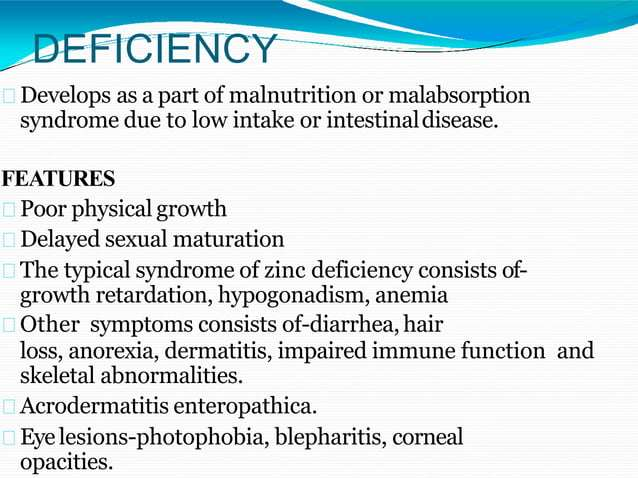 DEFICIENCY
Develops as a part of malnutrition or malabsorption
syndrome due to low intake or intestinal disease.
FEATURES
Poor physical growth
Delayed sexual maturation
The typical syndrome of zinc deficiency consists of-
growth retardation, hypogonadism, anemia
Other symptoms consists of-diarrhea, hair
loss, anorexia, dermatitis, impaired immune function and
skeletal abnormalities.
Acrodermatitis enteropathica.
Eye lesions-photophobia, blepharitis, corneal
opacities.